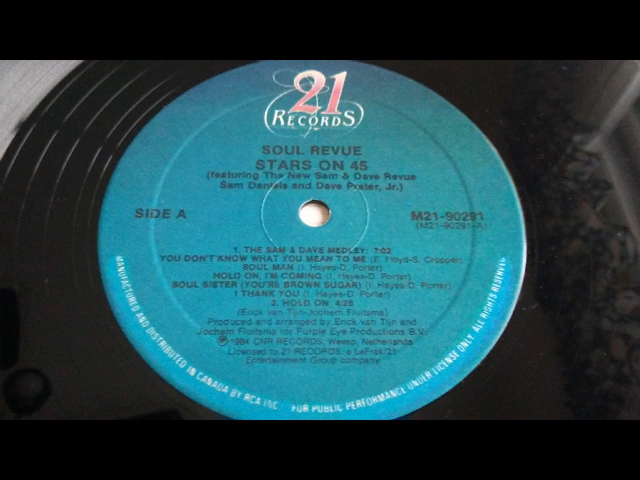 21
RECORDS
SOUL REVUE
STARS ON 45
(featuring The New Sam & Dave Revue
Sam Daniels and Dave Prater, Jr.)
SIDE A
M21-90291
(M21-90291-A)
1. THE SAM & DAVE MEDLEY: 7:02
YOU DON'T KNOW WHAT YOU MEAN TO ME (E. Floyd-S. Cropper)
SOUL MAN (I. Hayes-D. Porter)
HOLD ON, I'M COMING (I. Hayes-D. Porter)
SOUL SISTER (YOU'RE BROWN SUGAR) (I. Hayes-D. Porter)
I THANK YOU (I. Hayes-D. Porter)
2. HOLD ON 4:28
(Erick van Tijn-Jochem Fluitsma)
Produced and arranged by Erick van Tijn and
Jochem Fluitsma for Purple Eye Productions B.V.
℗ 1984 CNR RECORDS, Weesp, Netherlands
Licensed to 21 RECORDS, a LeFrak/21
Entertainment Group company
MANUFACTURED AND DISTRIBUTED IN CANADA BY RCA INC. FOR PUBLIC PERFORMANCE UNDER LICENSE ONLY. ALL RIGHTS RESERVED